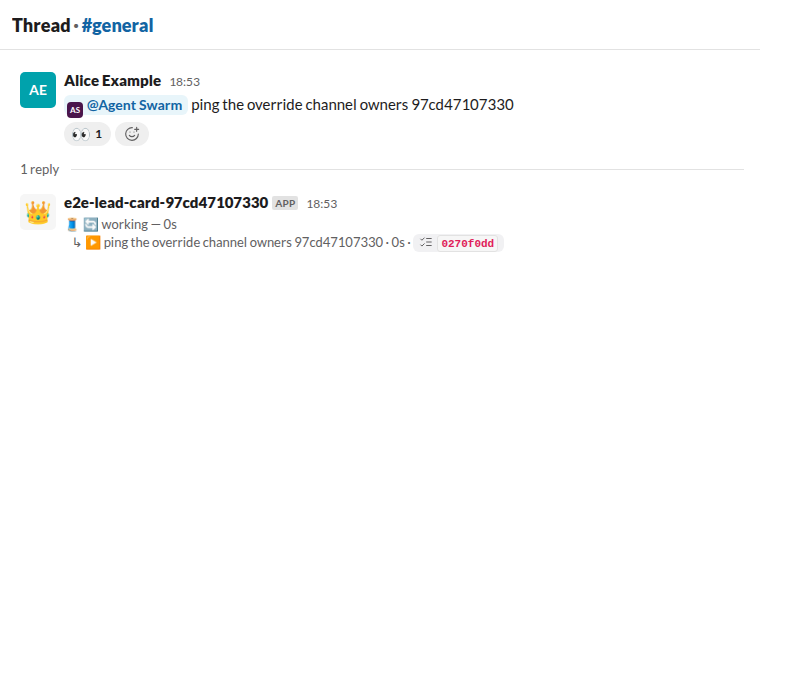 Thread • #general
AE
Alice Example 18:53
AS @Agent Swarm ping the override channel owners 97cd47107330
👀 1
1 reply
e2e-lead-card-97cd47107330 APP 18:53
🧵 🔄 working — 0s
↳ ▶️ ping the override channel owners 97cd47107330 · 0s · 0270f0dd